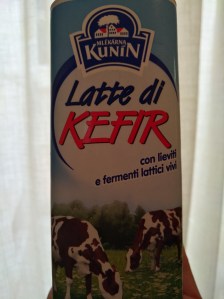 MLÉKÁRNA
KUNÍN
Latte di
KEFIR
con lieviti
e fermenti lattici vivi